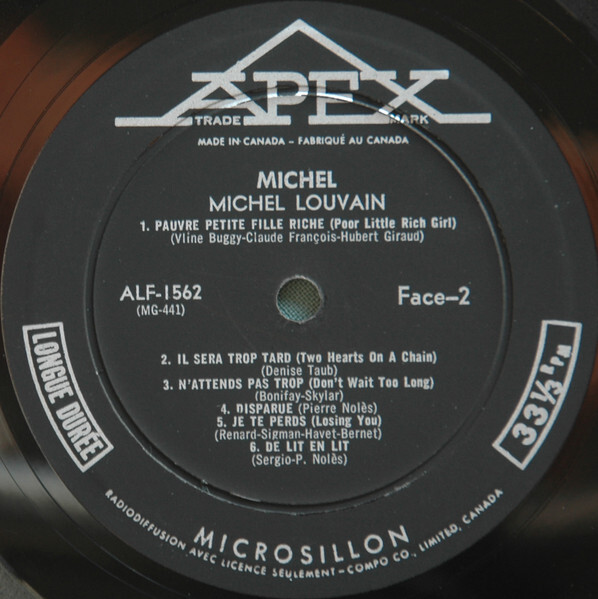 APEX
TRADE MARK
MADE IN CANADA – FABRIQUÉ AU CANADA
MICHEL
MICHEL LOUVAIN
1. PAUVRE PETITE FILLE RICHE (Poor Little Rich Girl)
(Vline Buggy-Claude François-Hubert Giraud)
ALF-1562
(MG-441)
Face-2
2. IL SERA TROP TARD (Two Hearts On A Chain)
(Denise Taub)
3. N'ATTENDS PAS TROP (Don't Wait Too Long)
(Bonifay-Skylar)
4. DISPARUE (Pierre Nolès)
5. JE TE PERDS (Losing You)
(Renard-Sigman-Havet-Bernet)
6. DE LIT EN LIT
(Sergio-P. Nolès)
LONGUE DURÉE
33⅓ R.P.M.
MICROSILLON
RADIODIFFUSION AVEC LICENCE SEULEMENT–COMPO CO., LIMITED, CANADA